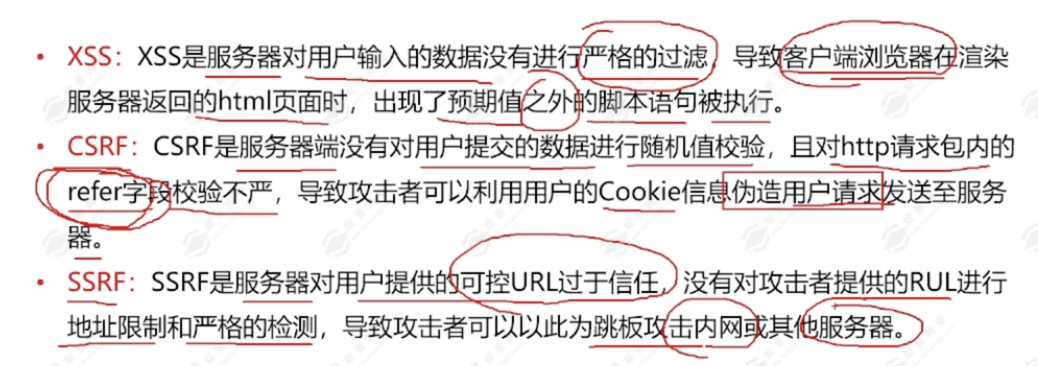 • XSS：XSS是服务器对用户输入的数据没有进行严格的过滤，导致客户端浏览器在渲染
服务器返回的html页面时，出现了预期值之外的脚本语句被执行。
• CSRF：CSRF是服务器端没有对用户提交的数据进行随机值校验，且对http请求包内的
refer字段校验不严，导致攻击者可以利用用户的Cookie信息伪造用户请求发送至服务
器。
• SSRF：SSRF是服务器对用户提供的可控URL过于信任，没有对攻击者提供的RUL进行
地址限制和严格的检测，导致攻击者可以以此为跳板攻击内网或其他服务器。